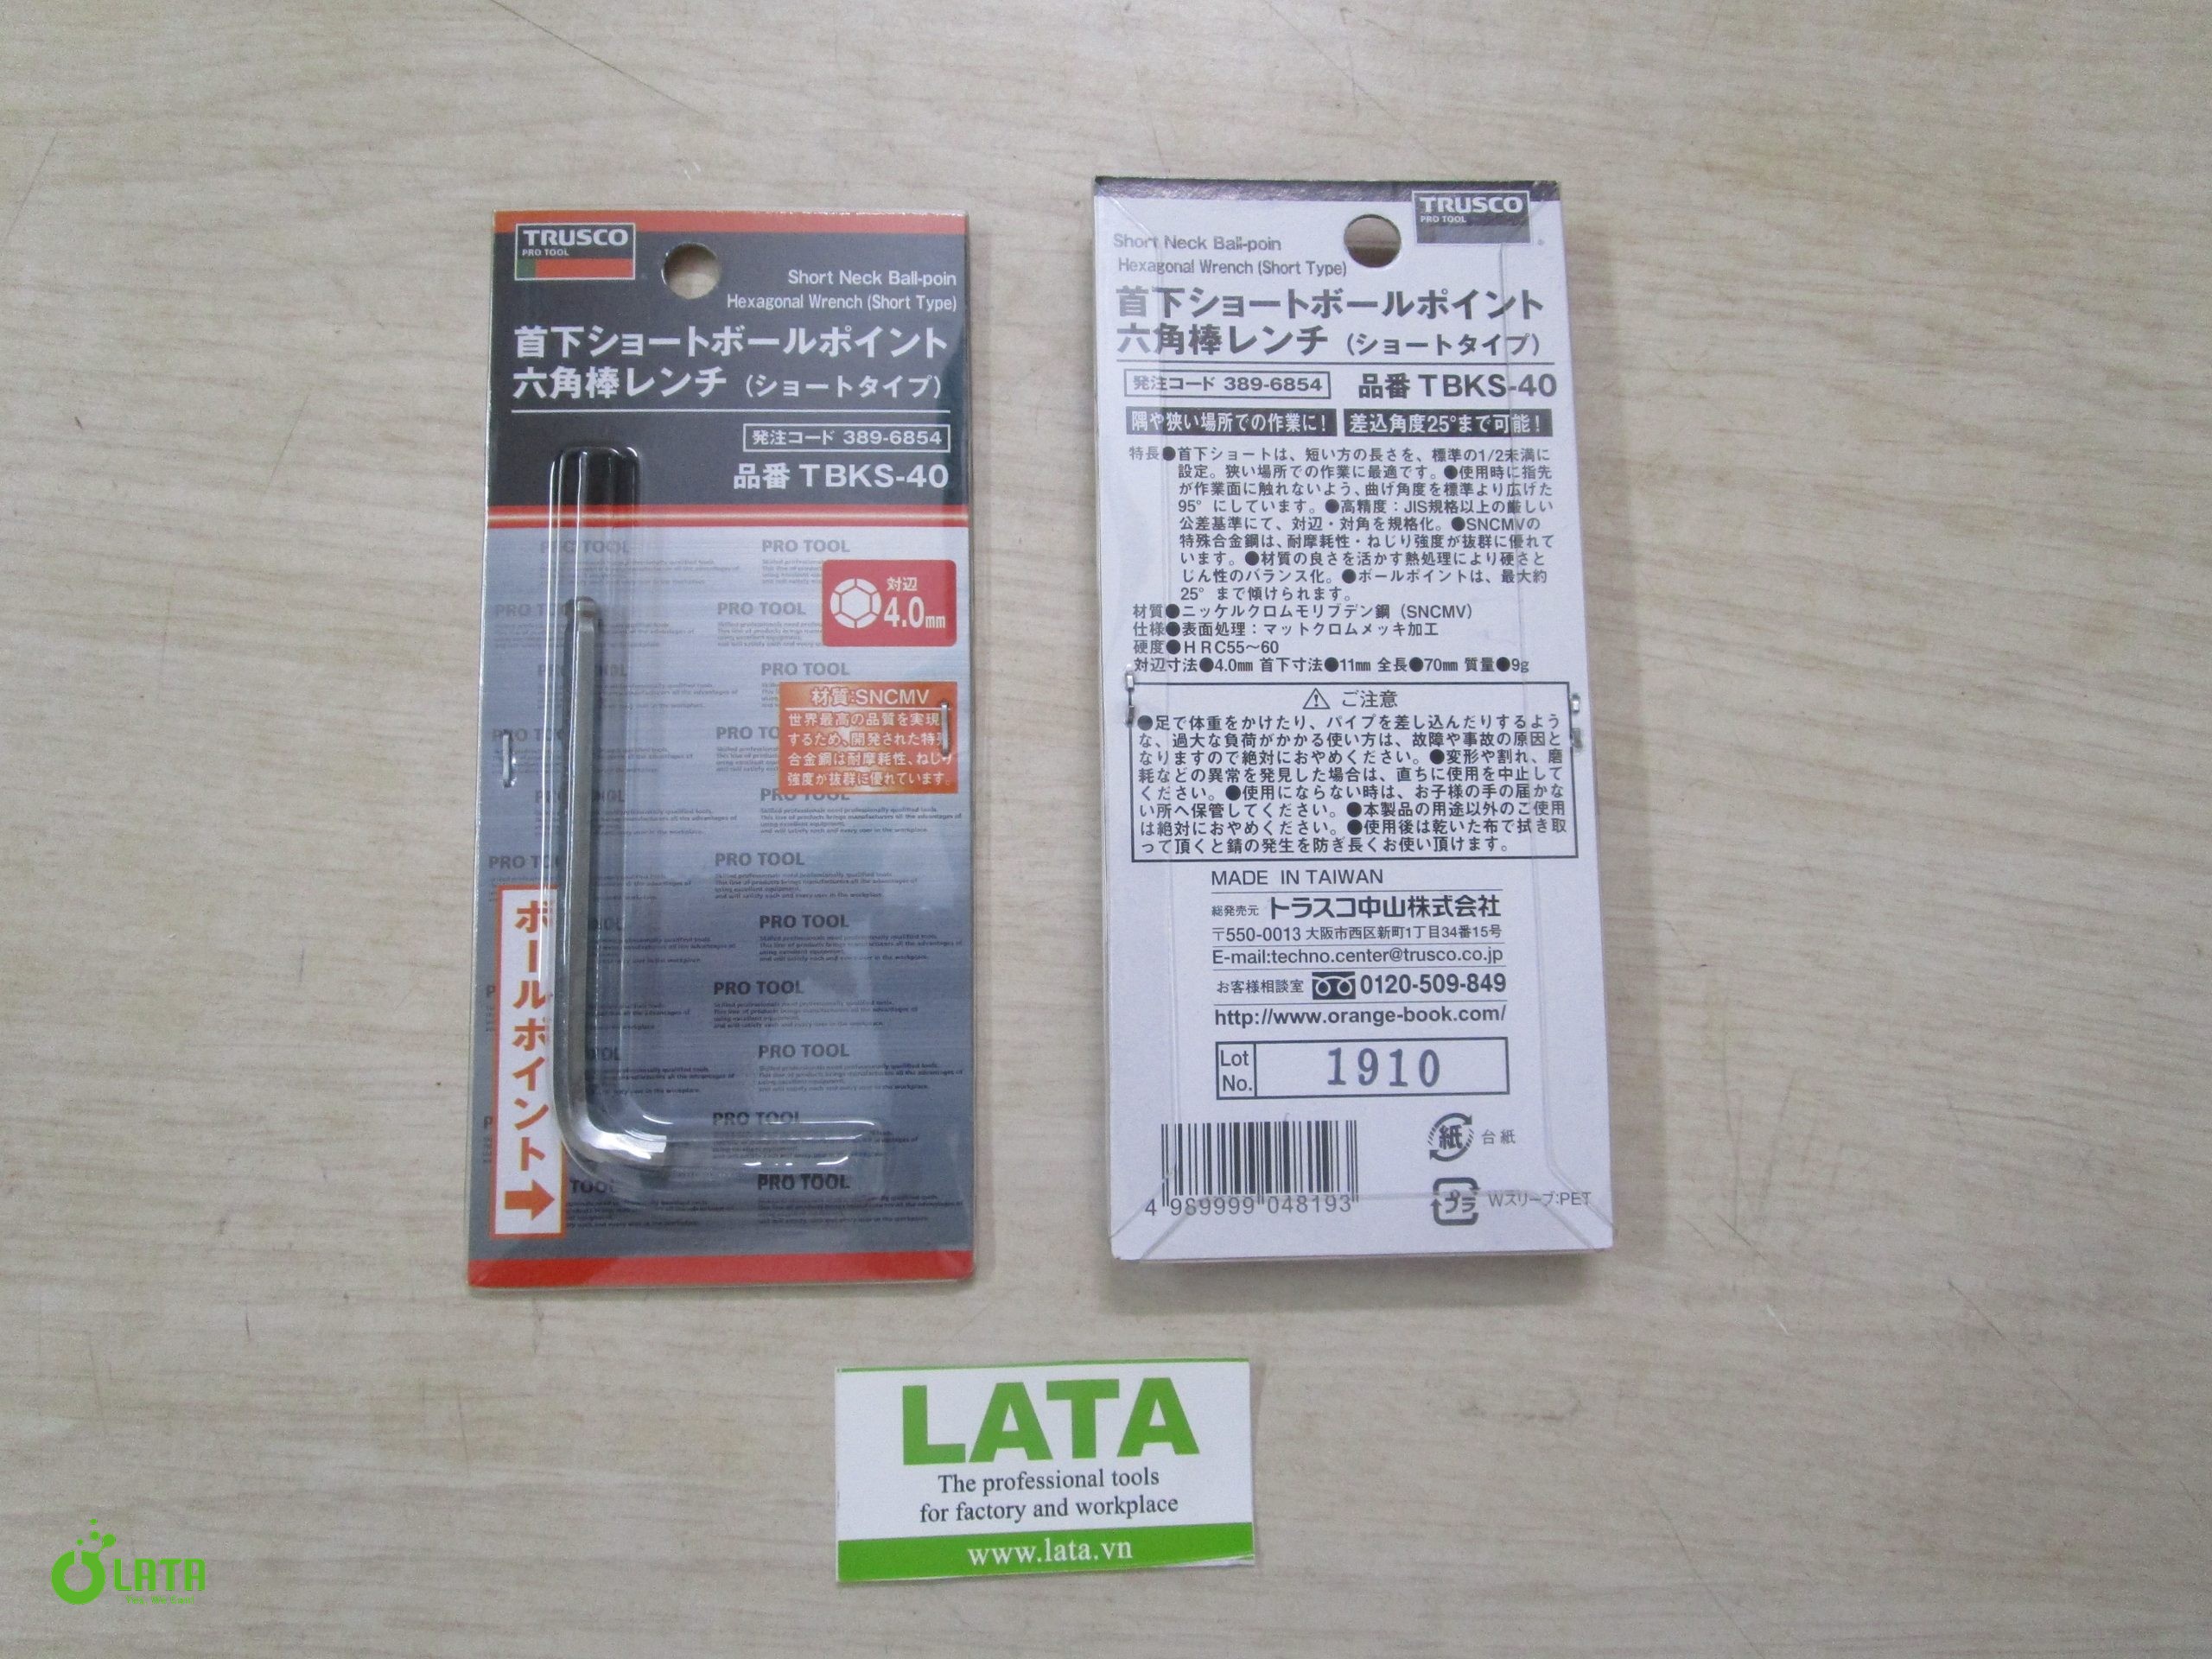 TRUSCO
PRO TOOL
Short Neck Ball-poin
Hexagonal Wrench (Short Type)
首下ショートボールポイント
六角棒レンチ（ショートタイプ）
発注コード 389-6854
品番 TBKS-40
対辺
4.0mm
材質:SNCMV
世界最高の品質を実現
するため、開発された特殊
合金鋼は耐摩耗性、ねじり
強度が抜群に優れています。
PRO TOOL
PRO TOOL
PRO TOOL
PRO TOOL
PRO TOOL
PRO TOOL
PRO TOOL
PRO TOOL
PRO TOOL
ボールポイント
TRUSCO
PRO TOOL
Short Neck Ball-poin
Hexagonal Wrench (Short Type)
首下ショートボールポイント
六角棒レンチ（ショートタイプ）
発注コード 389-6854 品番 TBKS-40
隅や狭い場所での作業に！ 差込角度25°まで可能！
特長●首下ショートは、短い方の長さを、標準の1/2未満に
設定。狭い場所での作業に最適です。●使用時に指先
が作業面に触れないよう、曲げ角度を標準より広げた
95°にしています。●高精度：JIS規格以上の厳しい
公差基準にて、対辺・対角を規格化。●SNCMVの
特殊合金鋼は、耐摩耗性・ねじり強度が抜群に優れて
います。●材質の良さを活かす熱処理により硬さと
じん性のバランス化。●ボールポイントは、最大約
25°まで傾けられます。
材質●ニッケルクロムモリブデン鋼（SNCMV）
仕様●表面処理：マットクロムメッキ加工
硬度●HRC55～60
対辺寸法●4.0mm 首下寸法●11mm 全長●70mm 質量●9g
⚠ ご注意
●足で体重をかけたり、パイプを差し込んだりするよう
な、過大な負荷がかかる使い方は、故障や事故の原因と
なりますので絶対におやめください。●変形や割れ、磨
耗などの異常を発見した場合は、直ちに使用を中止して
ください。●使用にならない時は、お子様の手の届かな
い所へ保管してください。●本製品の用途以外のご使用
は絶対におやめください。●使用後は乾いた布で拭き取
って頂くと錆の発生を防ぎ長くお使い頂けます。
MADE IN TAIWAN
総発売元 トラスコ中山株式会社
〒550-0013 大阪市西区新町1丁目34番15号
E-mail:techno.center@trusco.co.jp
お客様相談室 0120-509-849
http://www.orange-book.com/
Lot No. 1910
紙 台紙
4 989999 048193
プラ Wスリーブ:PET
LATA
The professional tools
for factory and workplace
www.lata.vn
LATA